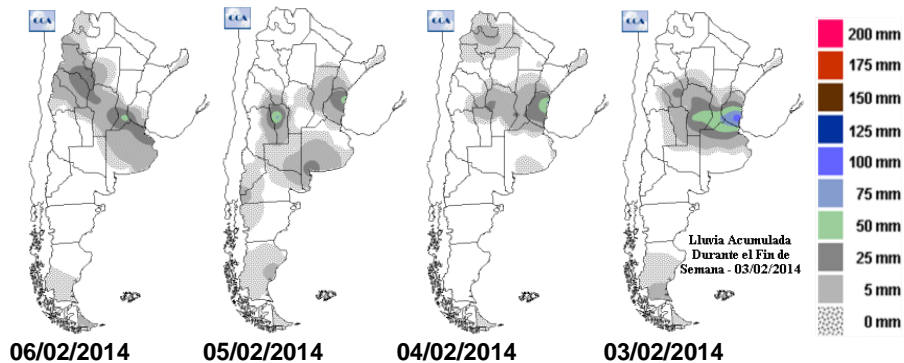 CCA
CCA
CCA
CCA
200 mm
175 mm
150 mm
125 mm
100 mm
75 mm
50 mm
25 mm
5 mm
0 mm
Lluvia Acumulada
Durante el Fin de
Semana - 03/02/2014
06/02/2014
05/02/2014
04/02/2014
03/02/2014